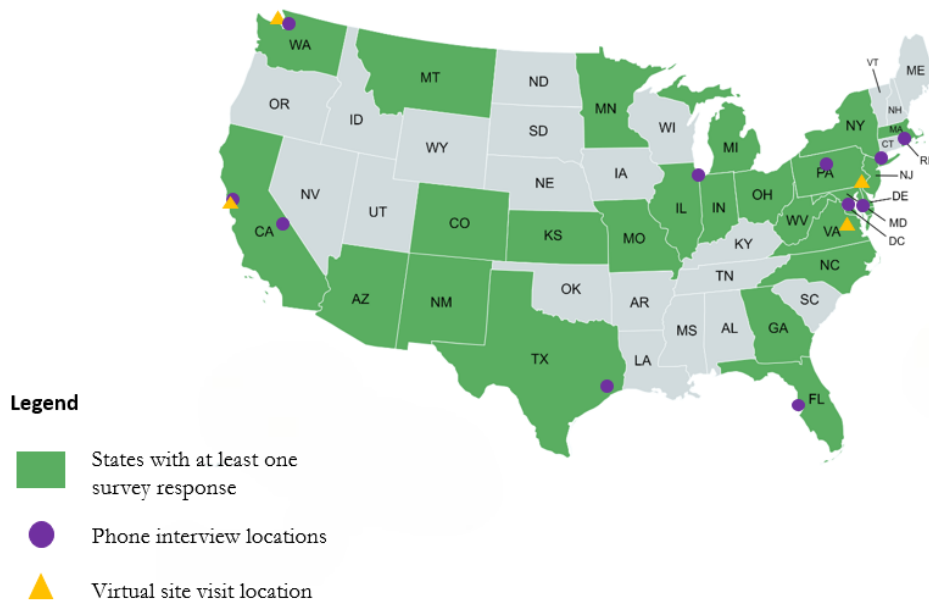 WA
MT
ND
MN
VT
ME
OR
ID
SD
WI
NH
NY
MA
WY
MI
CT
RI
NE
IA
PA
NJ
NV
UT
CO
IL
IN
OH
DE
CA
KS
MO
WV
VA
MD
KY
DC
NC
AZ
NM
OK
TN
AR
SC
MS
AL
GA
TX
LA
FL
Legend
States with at least one
survey response
Phone interview locations
Virtual site visit location